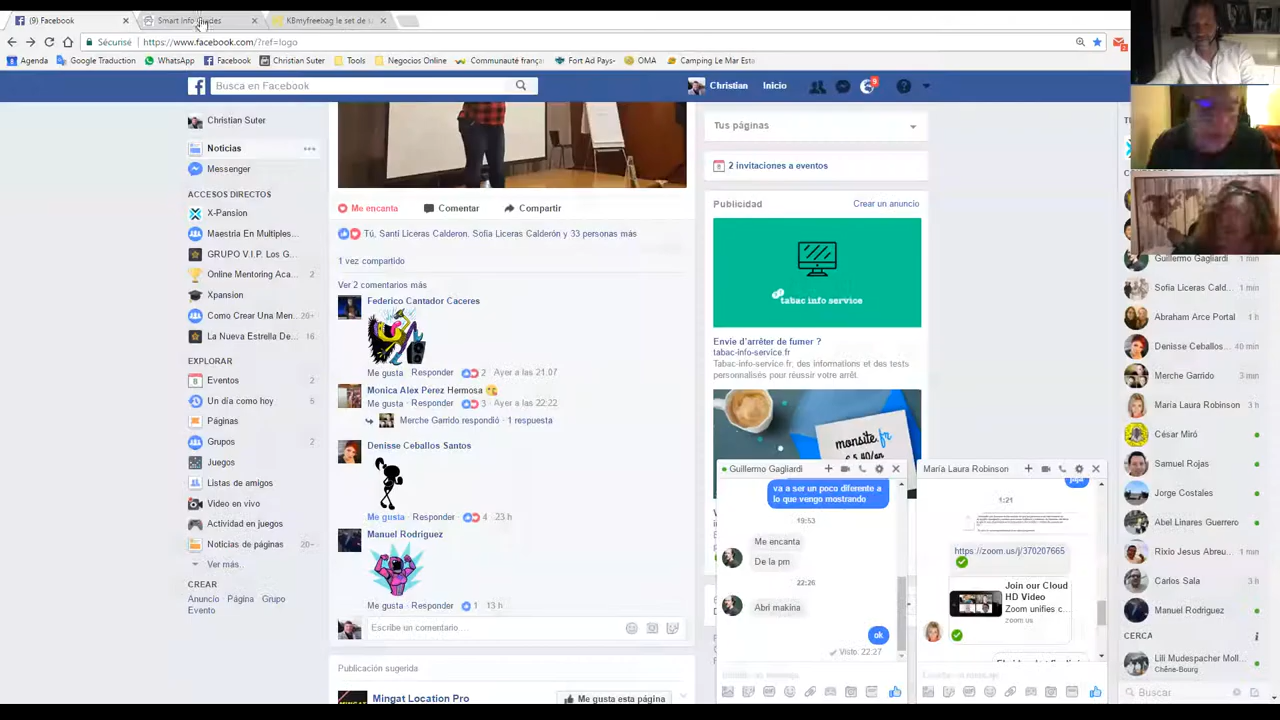 (9) Facebook
Smart Info
KBmyfreebag le set de
Sécurisé
https://www.facebook.com/?ref=logo
Agenda
Google Traduction
WhatsApp
Facebook
Christian Suter
Tools
Negocios Online
Communauté franç
Fort Ad Pays-
OMA
Camping Le Mar Est
Busca en Facebook
Christian
Inicio
9
Christian Suter
Noticias
Messenger
ACCESOS DIRECTOS
X-Pansion
Maestria En Multiples...
GRUPO V.I.P. Los G...
Online Mentoring Aca...
2
Xpansion
Como Crear Una Men...
20+
La Nueva Estrella De...
16
EXPLORAR
Eventos
2
Un día como hoy
5
Páginas
Grupos
2
Juegos
Listas de amigos
Video en vivo
Actividad en juegos
Noticias de páginas
20+
Ver más...
CREAR
Anuncio · Página · Grupo
Evento
Me encanta
Comentar
Compartir
Tú, Santi Liceras Calderon, Sofia Liceras Calderón y 33 personas más
1 vez compartido
Ver 2 comentarios más
Federico Cantador Caceres
Me gusta · Responder · 2 · Ayer a las 21:07
Monica Alex Perez Hermosa
Me gusta · Responder · 3 · Ayer a las 22:22
Merche Garrido respondió · 1 respuesta
Denisse Ceballos Santos
Me gusta · Responder · 4 · 23 h
Manuel Rodriguez
Me gusta · Responder · 1 · 13 h
Escribe un comentario...
Publicación sugerida
Mingat Location Pro
Me gusta esta página
Tus páginas
2 invitaciones a eventos
Publicidad
Crear un anuncio
tabac info service
Envie d'arrêter de fumer ?
tabac-info-service.fr
Tabac-info-service.fr, des informations et des tests
personnalisés pour réussir votre arrêt.
monsite.fr
Guillermo Gagliardi
va a ser un poco diferente a
lo que vengo mostrando
19:53
Me encanta
De la pm
22:26
Abri makina
ok
Visto. 22:27
María Laura Robinson
jajja
1:21
https://zoom.us/j/370207665
Join our Cloud
HD Video
Zoom unifies c...
zoom.us
Guillermo Gagliardi
1 min
Sofia Liceras Cald...
1 min
Abraham Arce Portal
1 h
Denisse Ceballos...
40 min
Merche Garrido
3 min
María Laura Robinson
3 h
César Miró
Samuel Rojas
Jorge Costales
Abel Linares Guerrero
Rixio Jesus Abreu...
1 min
Carlos Sala
Manuel Rodriguez
CERCA
Lili Mudespacher Moll...
Chêne-Bourg
Buscar